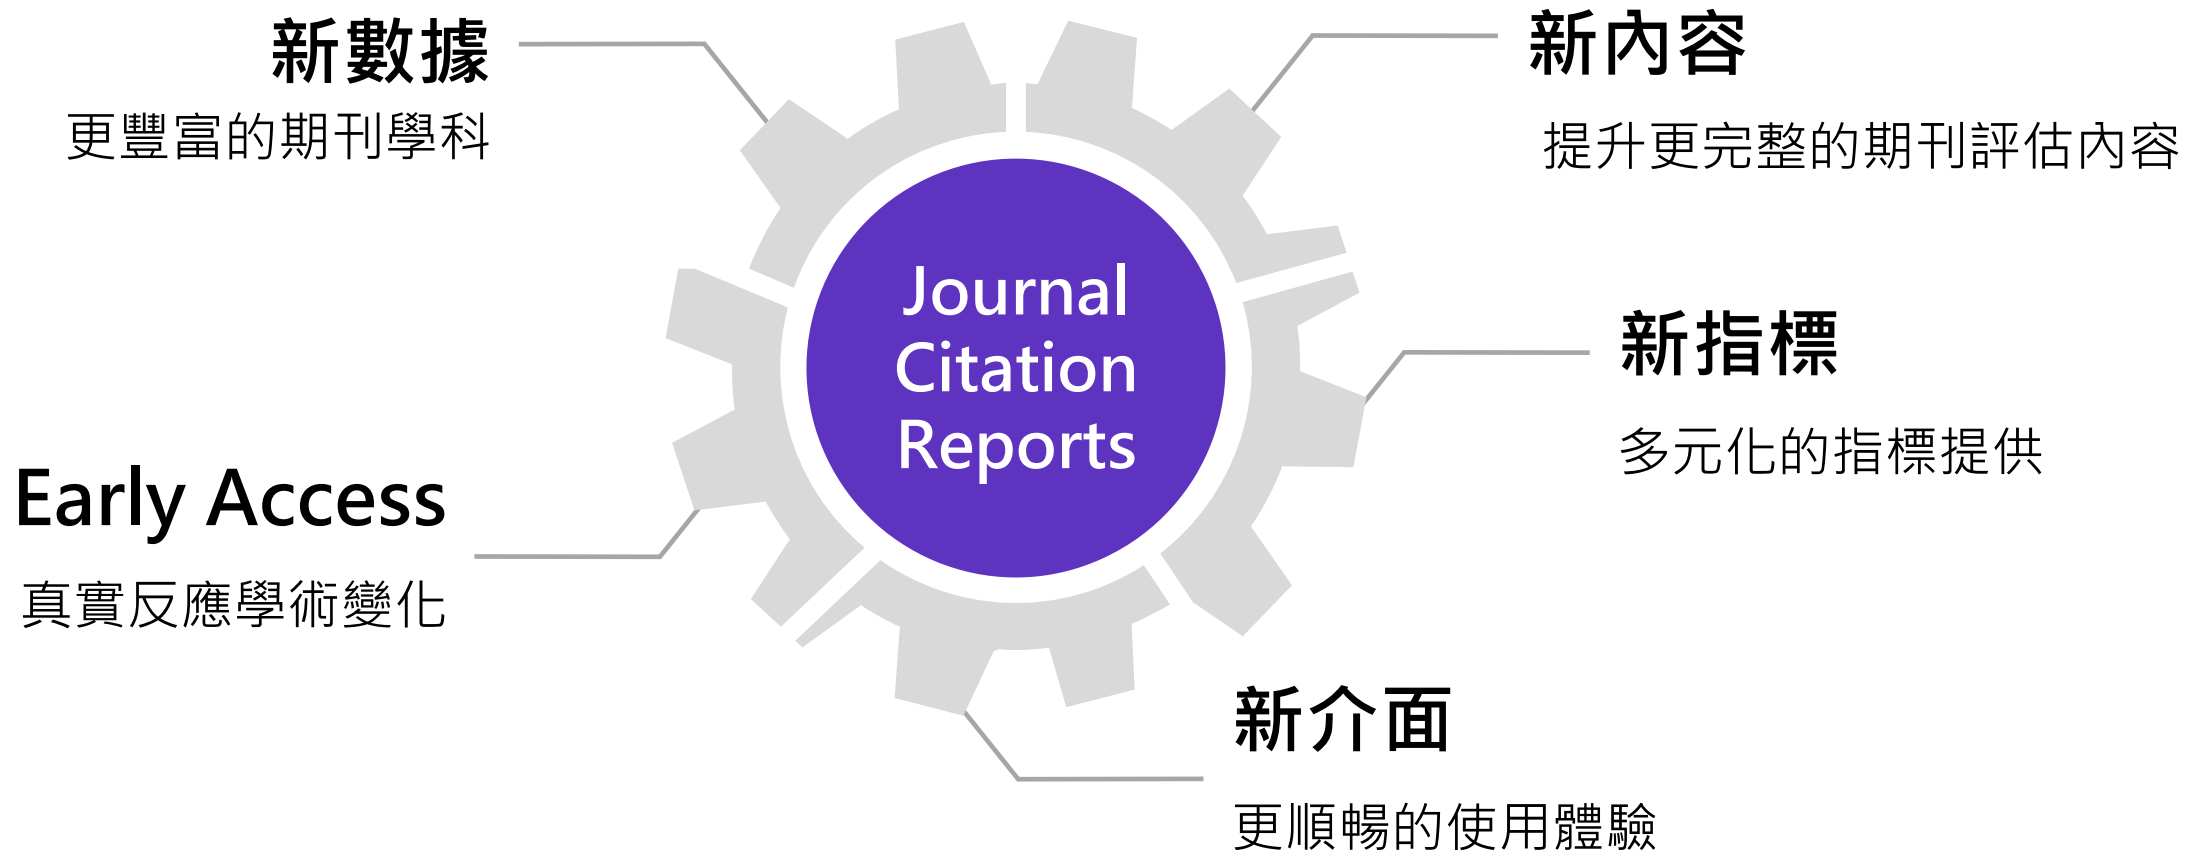 新數據
更豐富的期刊學科
新內容
提升更完整的期刊評估內容
Journal
Citation
Reports
新指標
多元化的指標提供
Early Access
真實反應學術變化
新介面
更順暢的使用體驗